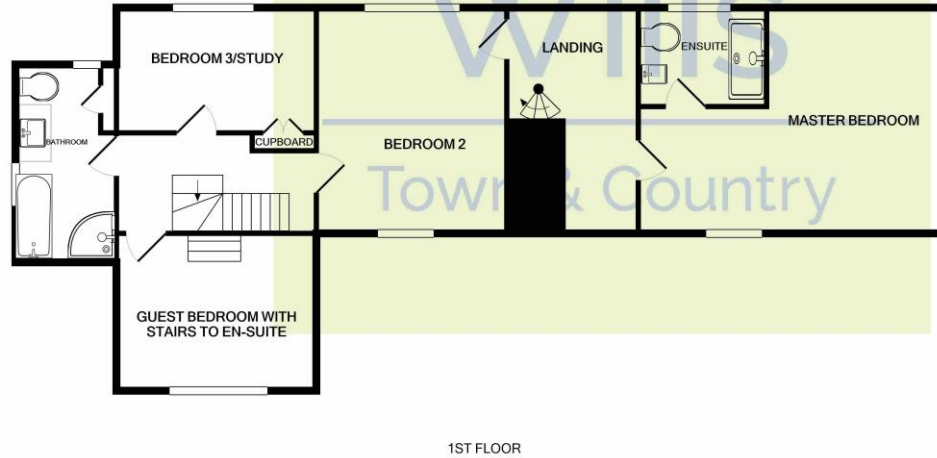 Wills
BEDROOM 3/STUDY
LANDING
ENSUITE
BATHROOM
CUPBOARD
BEDROOM 2
MASTER BEDROOM
Town & Country
GUEST BEDROOM WITH
STAIRS TO EN-SUITE
1ST FLOOR